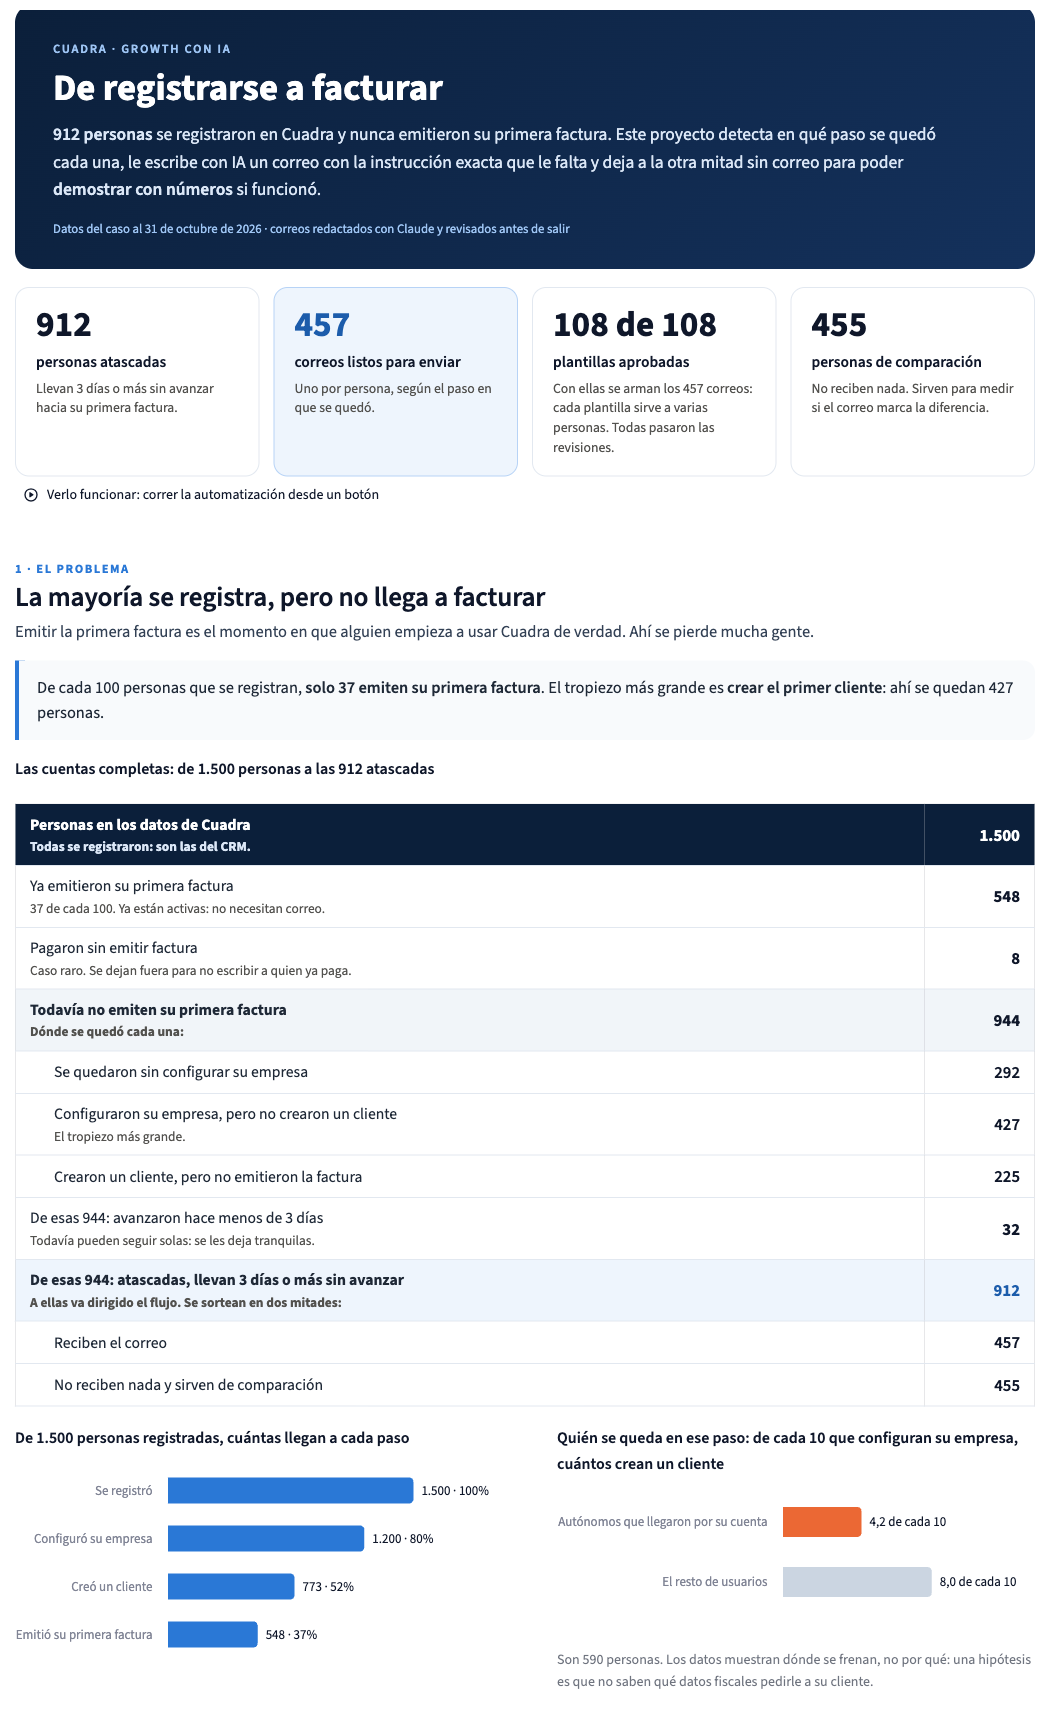 CUADRA · GROWTH CON IA
De registrarse a facturar
912 personas se registraron en Cuadra y nunca emitieron su primera factura. Este proyecto detecta en qué paso se quedó
cada una, le escribe con IA un correo con la instrucción exacta que le falta y deja a la otra mitad sin correo para poder
demostrar con números si funcionó.
Datos del caso al 31 de octubre de 2026 · correos redactados con Claude y revisados antes de salir
912
personas atascadas
Llevan 3 días o más sin avanzar
hacia su primera factura.
457
correos listos para enviar
Uno por persona, según el paso en
que se quedó.
108 de 108
plantillas aprobadas
Con ellas se arman los 457 correos:
cada plantilla sirve a varias
personas. Todas pasaron las
revisiones.
455
personas de comparación
No reciben nada. Sirven para medir
si el correo marca la diferencia.
Verlo funcionar: correr la automatización desde un botón
1 · EL PROBLEMA
La mayoría se registra, pero no llega a facturar
Emitir la primera factura es el momento en que alguien empieza a usar Cuadra de verdad. Ahí se pierde mucha gente.
De cada 100 personas que se registran, solo 37 emiten su primera factura. El tropiezo más grande es crear el primer cliente: ahí se quedan 427
personas.
Las cuentas completas: de 1.500 personas a las 912 atascadas
Personas en los datos de Cuadra
Todas se registraron: son las del CRM.
1.500
Ya emitieron su primera factura
37 de cada 100. Ya están activas: no necesitan correo.
548
Pagaron sin emitir factura
Caso raro. Se dejan fuera para no escribir a quien ya paga.
8
Todavía no emiten su primera factura
Dónde se quedó cada una:
944
Se quedaron sin configurar su empresa
292
Configuraron su empresa, pero no crearon un cliente
El tropiezo más grande.
427
Crearon un cliente, pero no emitieron la factura
225
De esas 944: avanzaron hace menos de 3 días
Todavía pueden seguir solas: se les deja tranquilas.
32
De esas 944: atascadas, llevan 3 días o más sin avanzar
A ellas va dirigido el flujo. Se sortean en dos mitades:
912
Reciben el correo
457
No reciben nada y sirven de comparación
455
De 1.500 personas registradas, cuántas llegan a cada paso
Se registró
1.500 · 100%
Configuró su empresa
1.200 · 80%
Creó un cliente
773 · 52%
Emitió su primera factura
548 · 37%
Quién se queda en ese paso: de cada 10 que configuran su empresa,
cuántos crean un cliente
Autónomos que llegaron por su cuenta
4,2 de cada 10
El resto de usuarios
8,0 de cada 10
Son 590 personas. Los datos muestran dónde se frenan, no por qué: una hipótesis
es que no saben qué datos fiscales pedirle a su cliente.